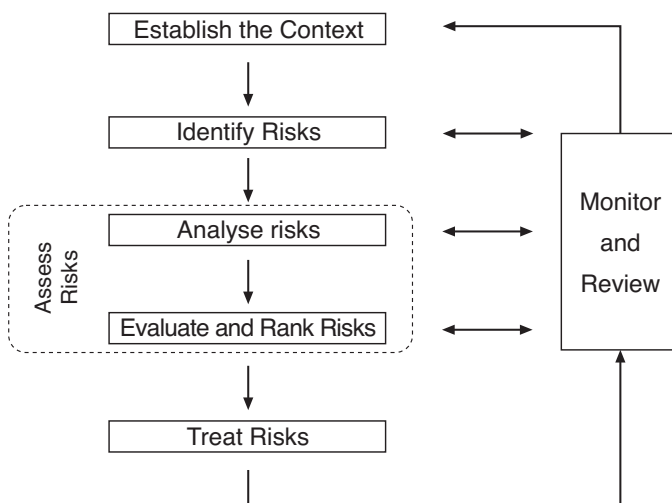 Establish the Context
Identify Risks
Assess
Risks
Analyse risks
Evaluate and Rank Risks
Treat Risks
Monitor
and
Review